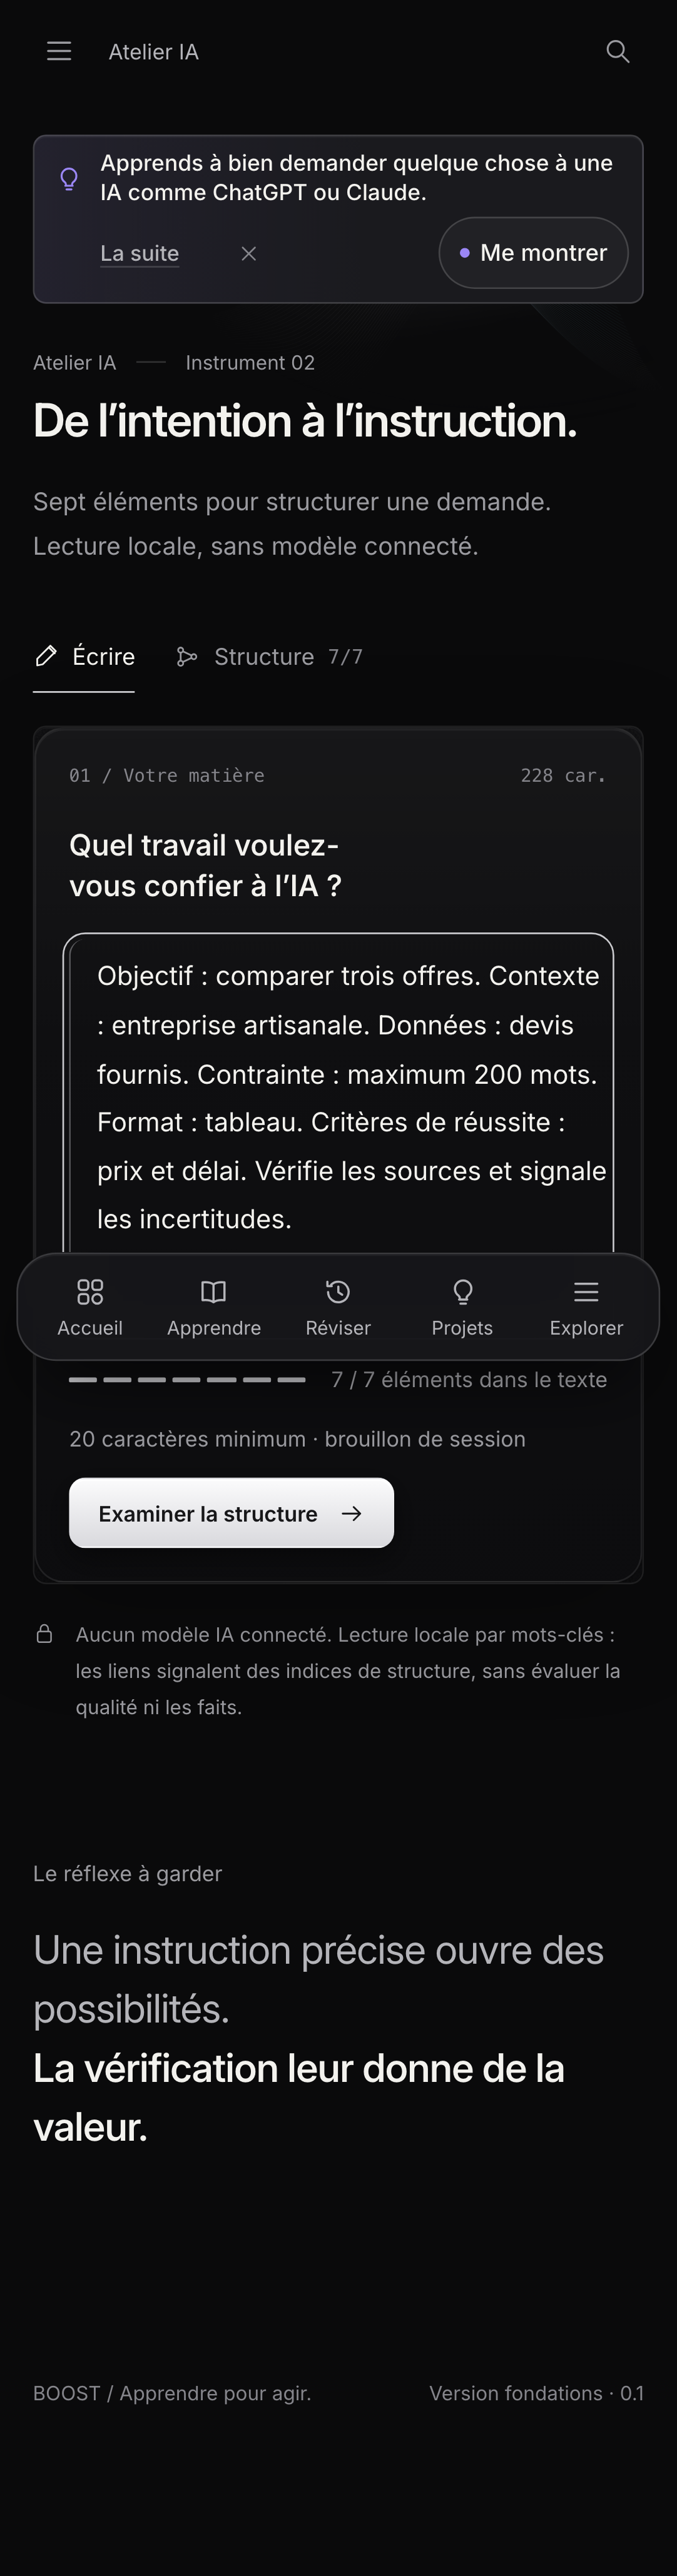 Atelier IA
Apprends à bien demander quelque chose à une
IA comme ChatGPT ou Claude.
La suite
Me montrer
Atelier IA — Instrument 02
De l’intention à l’instruction.
Sept éléments pour structurer une demande.
Lecture locale, sans modèle connecté.
Écrire
Structure 7/7
01 / Votre matière
228 car.
Quel travail voulez-
vous confier à l’IA ?
Objectif : comparer trois offres. Contexte
: entreprise artisanale. Données : devis
fournis. Contrainte : maximum 200 mots.
Format : tableau. Critères de réussite :
prix et délai. Vérifie les sources et signale
les incertitudes.
Accueil
Apprendre
Réviser
Projets
Explorer
7 / 7 éléments dans le texte
20 caractères minimum · brouillon de session
Examiner la structure →
Aucun modèle IA connecté. Lecture locale par mots-clés :
les liens signalent des indices de structure, sans évaluer la
qualité ni les faits.
Le réflexe à garder
Une instruction précise ouvre des
possibilités.
La vérification leur donne de la
valeur.
BOOST / Apprendre pour agir.
Version fondations · 0.1